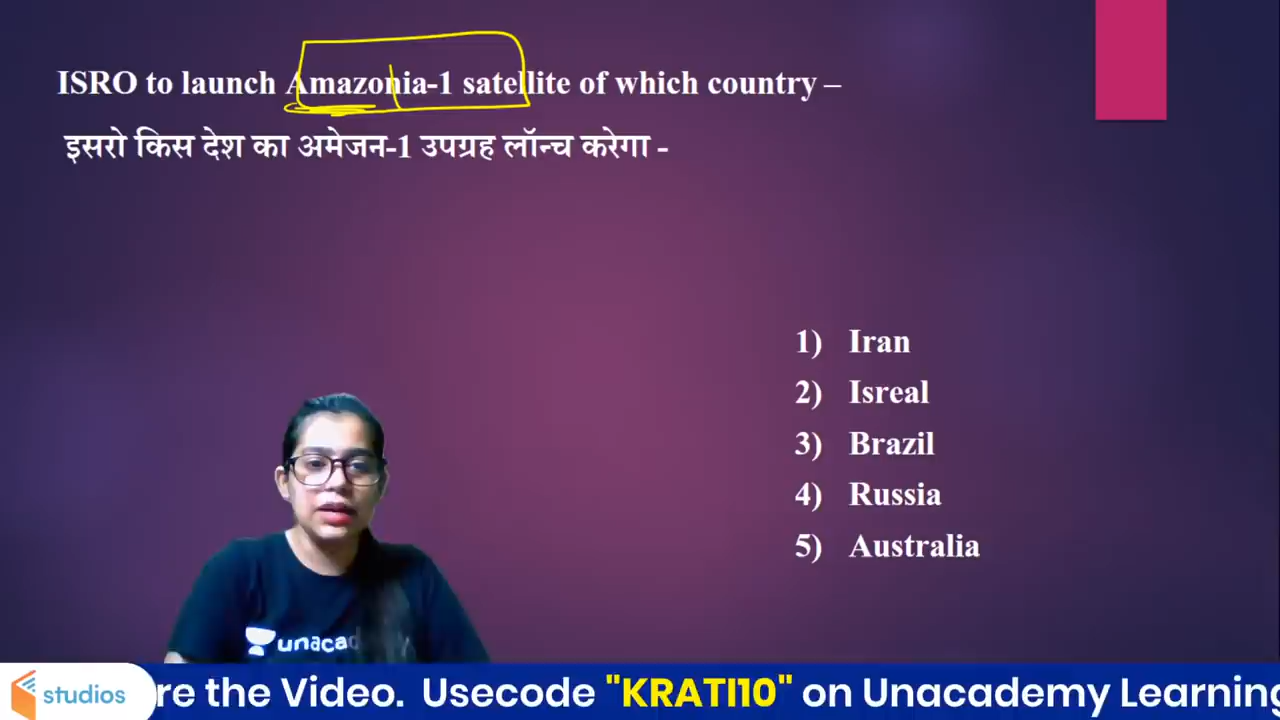 ISRO to launch Amazonia-1 satellite of which country –
इसरो किस देश का अमेजन-1 उपग्रह लॉन्च करेगा -
1) Iran
2) Isreal
3) Brazil
4) Russia
5) Australia
unacad
studios
re the Video. Usecode "KRATI10" on Unacademy Learning